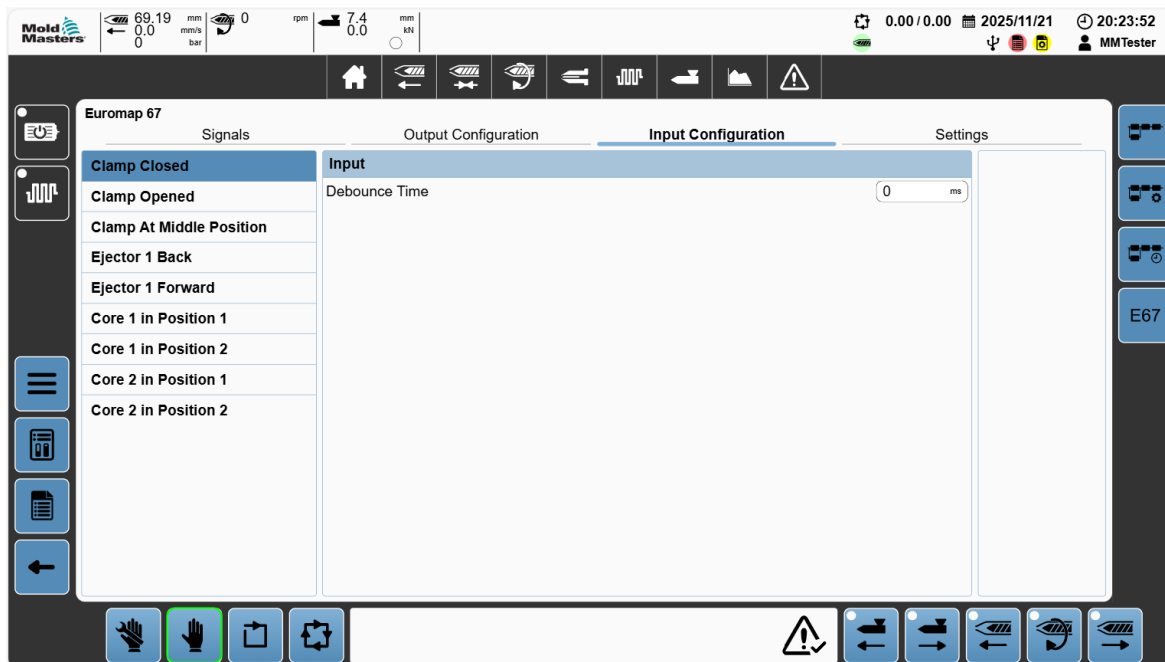 Mold Masters
69.19 mm
0.0 mm/s
0 bar
0 rpm
7.4 mm
0.0 kN
0.00 / 0.00
2025/11/21
20:23:52
MMTester
Euromap 67
Signals
Output Configuration
Input Configuration
Settings
Clamp Closed
Clamp Opened
Clamp At Middle Position
Ejector 1 Back
Ejector 1 Forward
Core 1 in Position 1
Core 1 in Position 2
Core 2 in Position 1
Core 2 in Position 2
Input
Debounce Time
0 ms
E67